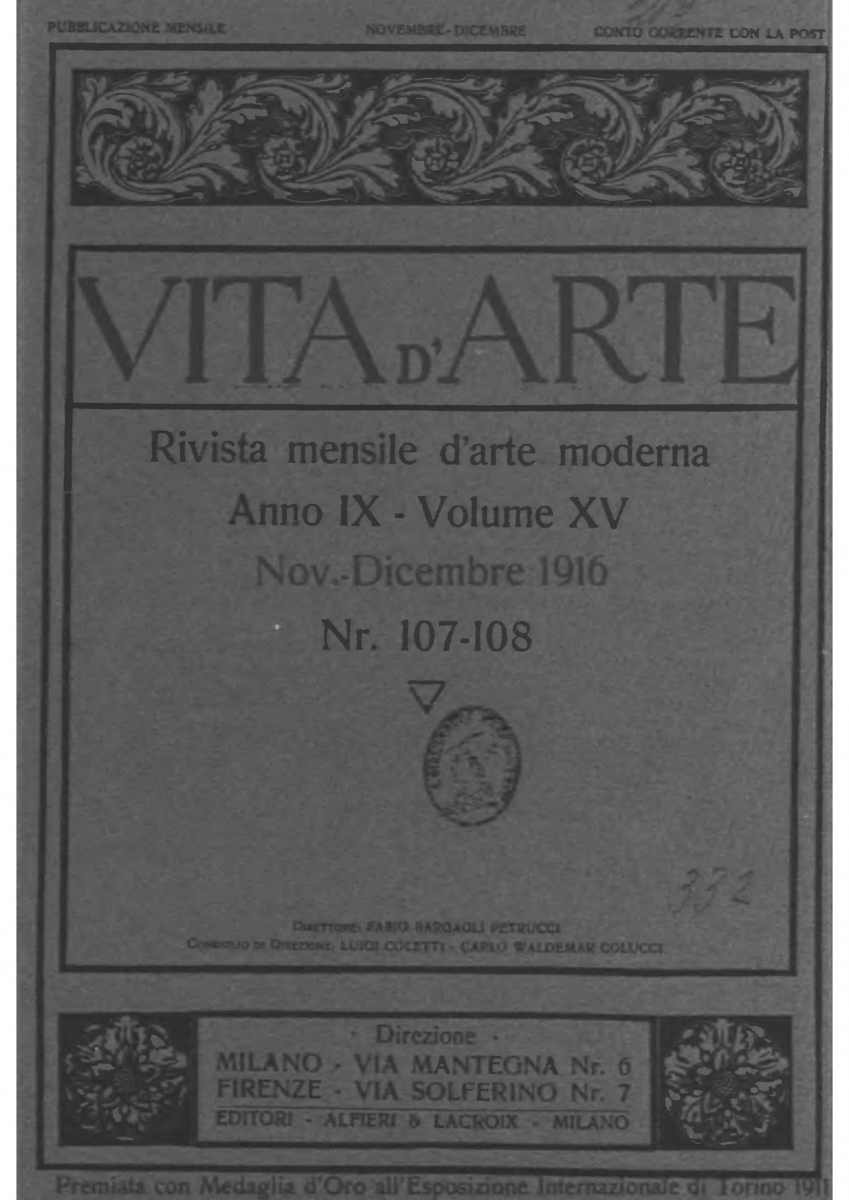 PUBBLICAZIONE MENSILE NOVEMBRE-DICEMBRE CONTO CORRENTE CON LA POST
VITA D'ARTE
Rivista mensile d'arte moderna
Anno IX - Volume XV
Nov.-Dicembre 1916
Nr. 107-108
332
DIRETTORE: FABIO BARGAGLI PETRUCCI
CONSIGLIO DI DIREZIONE: LUIGI COLETTI - CARLO WALDEMAR COLUCCI
· Direzione ·
MILANO - VIA MANTEGNA Nr. 6
FIRENZE - VIA SOLFERINO Nr. 7
EDITORI - ALFIERI & LACROIX - MILANO
Premiata con Medaglia d'Oro all'Esposizione Internazionale di Torino 1911